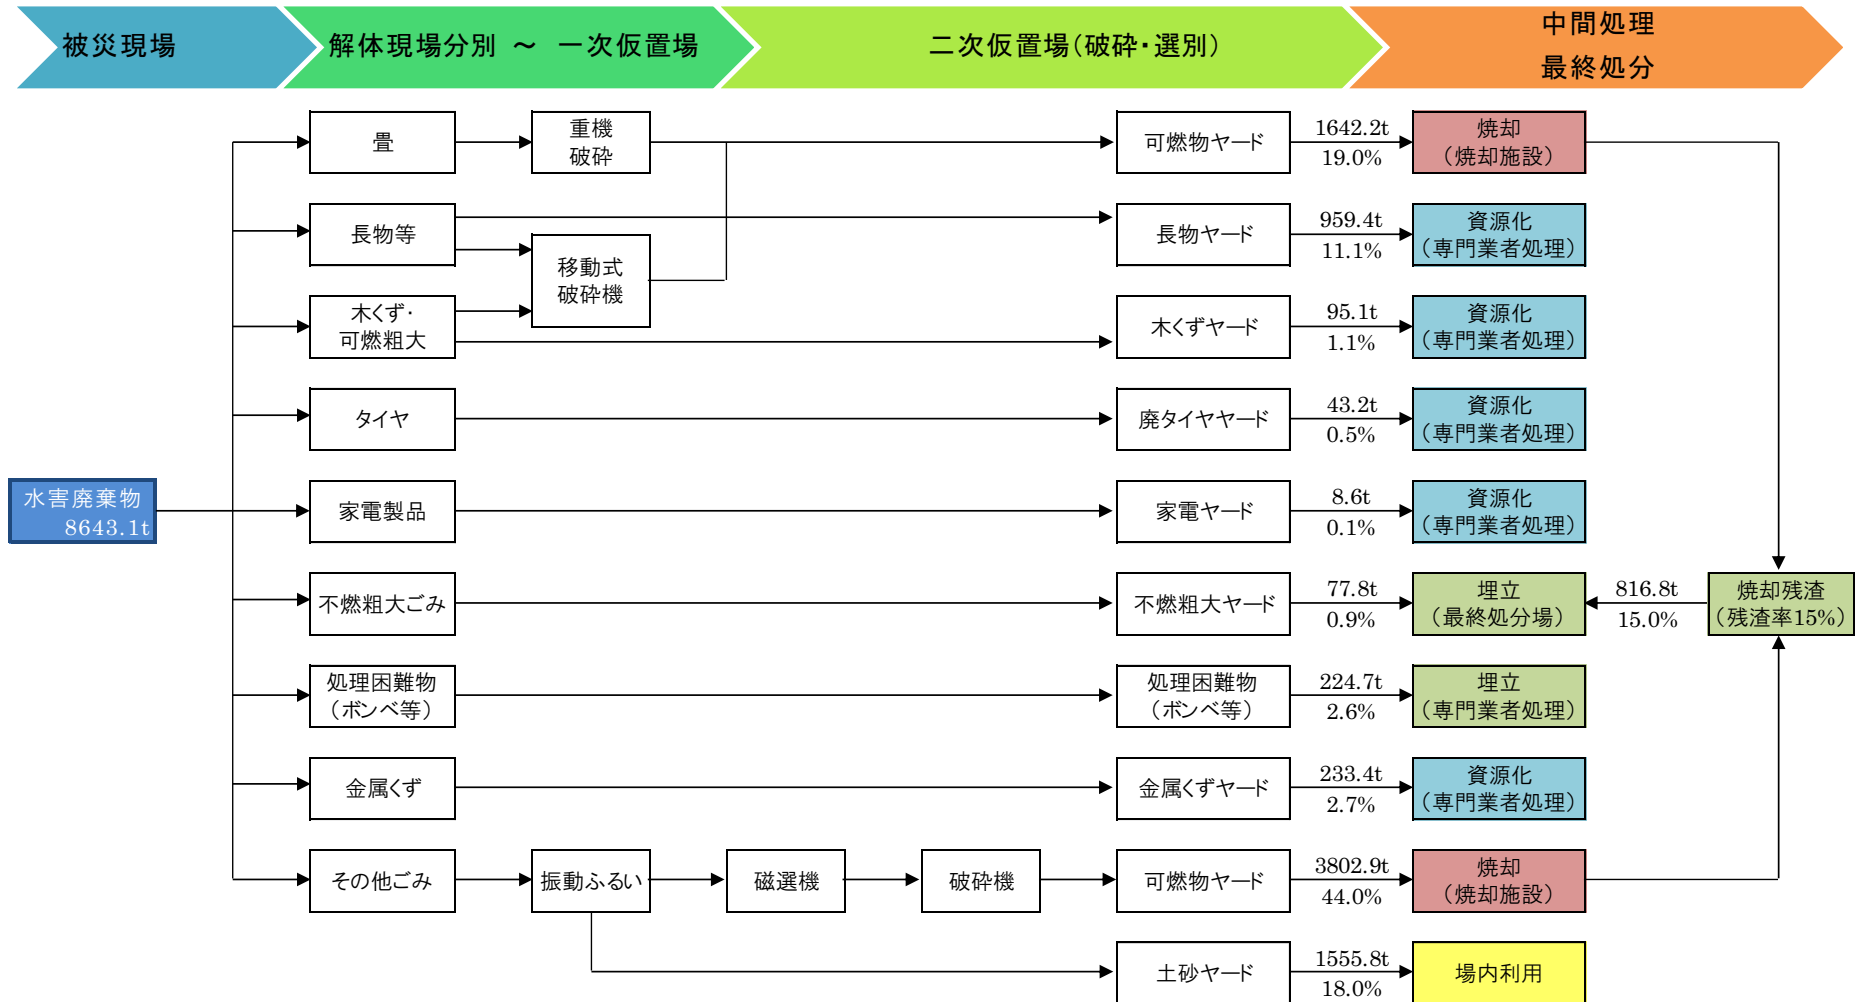 被災現場
解体現場分別 ～ 一次仮置場
二次仮置場(破砕・選別)
中間処理
最終処分
畳
重機
破砕
可燃物ヤード
1642.2t
19.0%
焼却
(焼却施設)
長物等
移動式
破砕機
長物ヤード
959.4t
11.1%
資源化
(専門業者処理)
木くず・
可燃粗大
木くずヤード
95.1t
1.1%
資源化
(専門業者処理)
タイヤ
廃タイヤヤード
43.2t
0.5%
資源化
(専門業者処理)
水害廃棄物
8643.1t
家電製品
家電ヤード
8.6t
0.1%
資源化
(専門業者処理)
不燃粗大ごみ
不燃粗大ヤード
77.8t
0.9%
埋立
(最終処分場)
816.8t
15.0%
焼却残渣
(残渣率15%)
処理困難物
(ボンベ等)
処理困難物
(ボンベ等)
224.7t
2.6%
埋立
(専門業者処理)
金属くず
金属くずヤード
233.4t
2.7%
資源化
(専門業者処理)
その他ごみ
振動ふるい
磁選機
破砕機
可燃物ヤード
3802.9t
44.0%
焼却
(焼却施設)
土砂ヤード
1555.8t
18.0%
場内利用